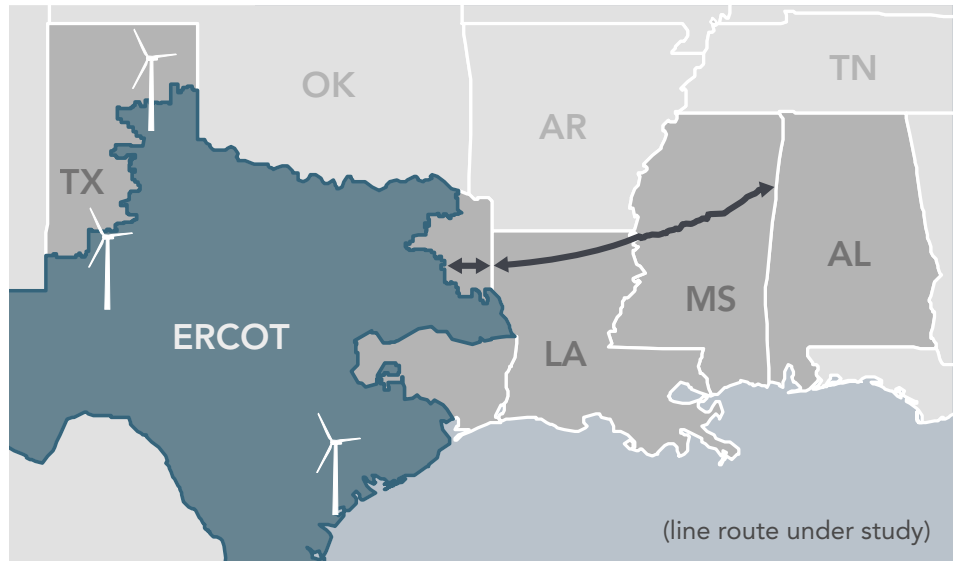 OK
TN
AR
TX
AL
MS
ERCOT
LA
(line route under study)